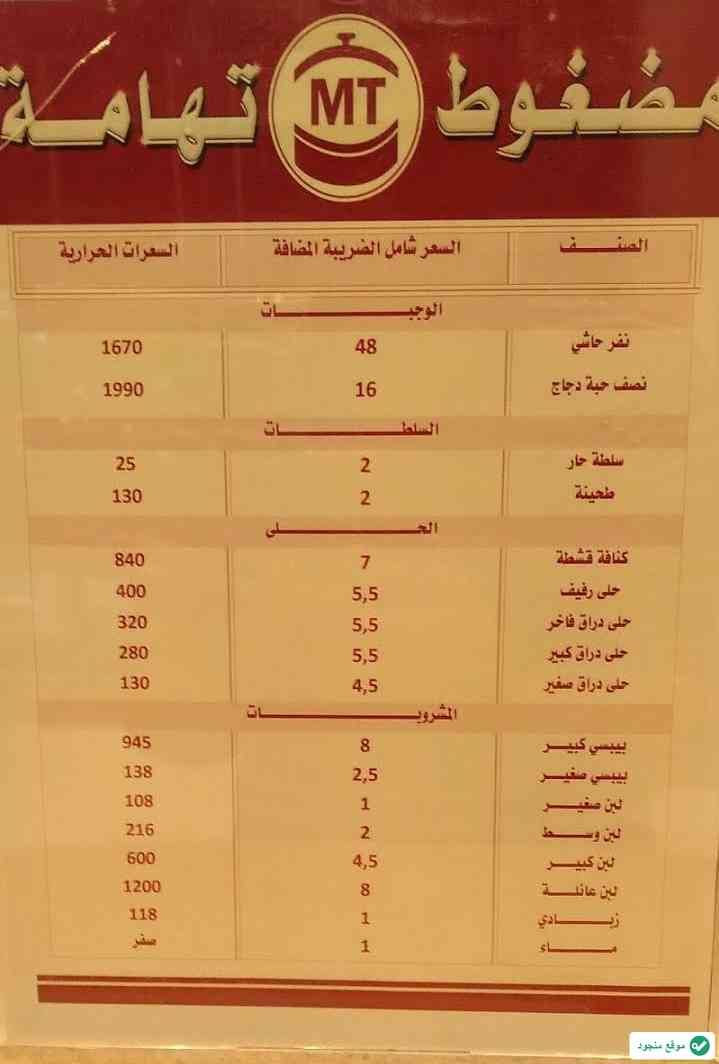 مضغوط MT تهامة
الصنف السعر شامل الضريبة المضافة السعرات الحرارية
الوجبات
نفر حاشي 48 1670
نصف حبة دجاج 16 1990
السلطات
سلطة حار 2 25
طحينة 2 130
الحلى
كنافة قشطة 7 840
حلى رفيف 5,5 400
حلى دراق فاخر 5,5 320
حلى دراق كبير 5,5 280
حلى دراق صغير 4,5 130
المشروبات
بيبسي كبير 8 945
بيبسي صغير 2,5 138
لبن صغير 1 108
لبن وسط 2 216
لبن كبير 4,5 600
لبن عائلة 8 1200
زبادي 1 118
ماء 1 صفر
موقع منجود